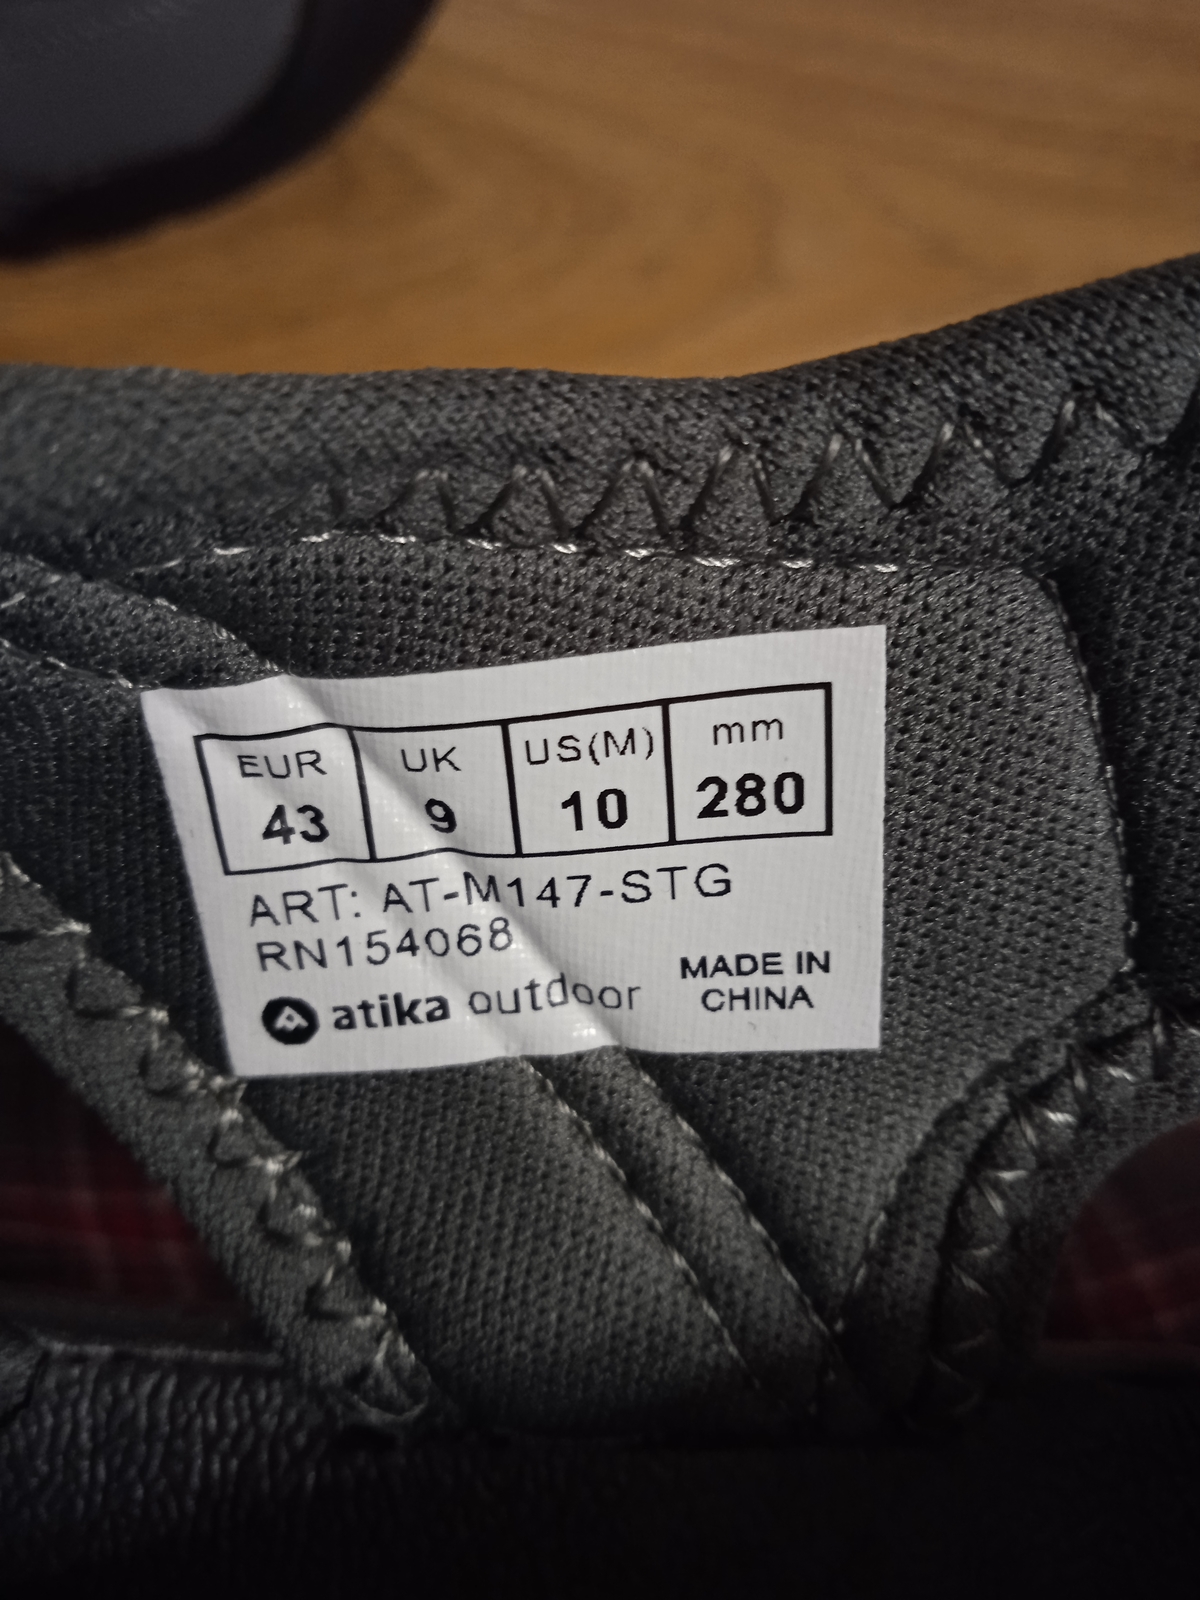 EUR UK US(M) mm
43 9 10 280
ART: AT-M147-STG
RN154068
atika outdoor
MADE IN
CHINA